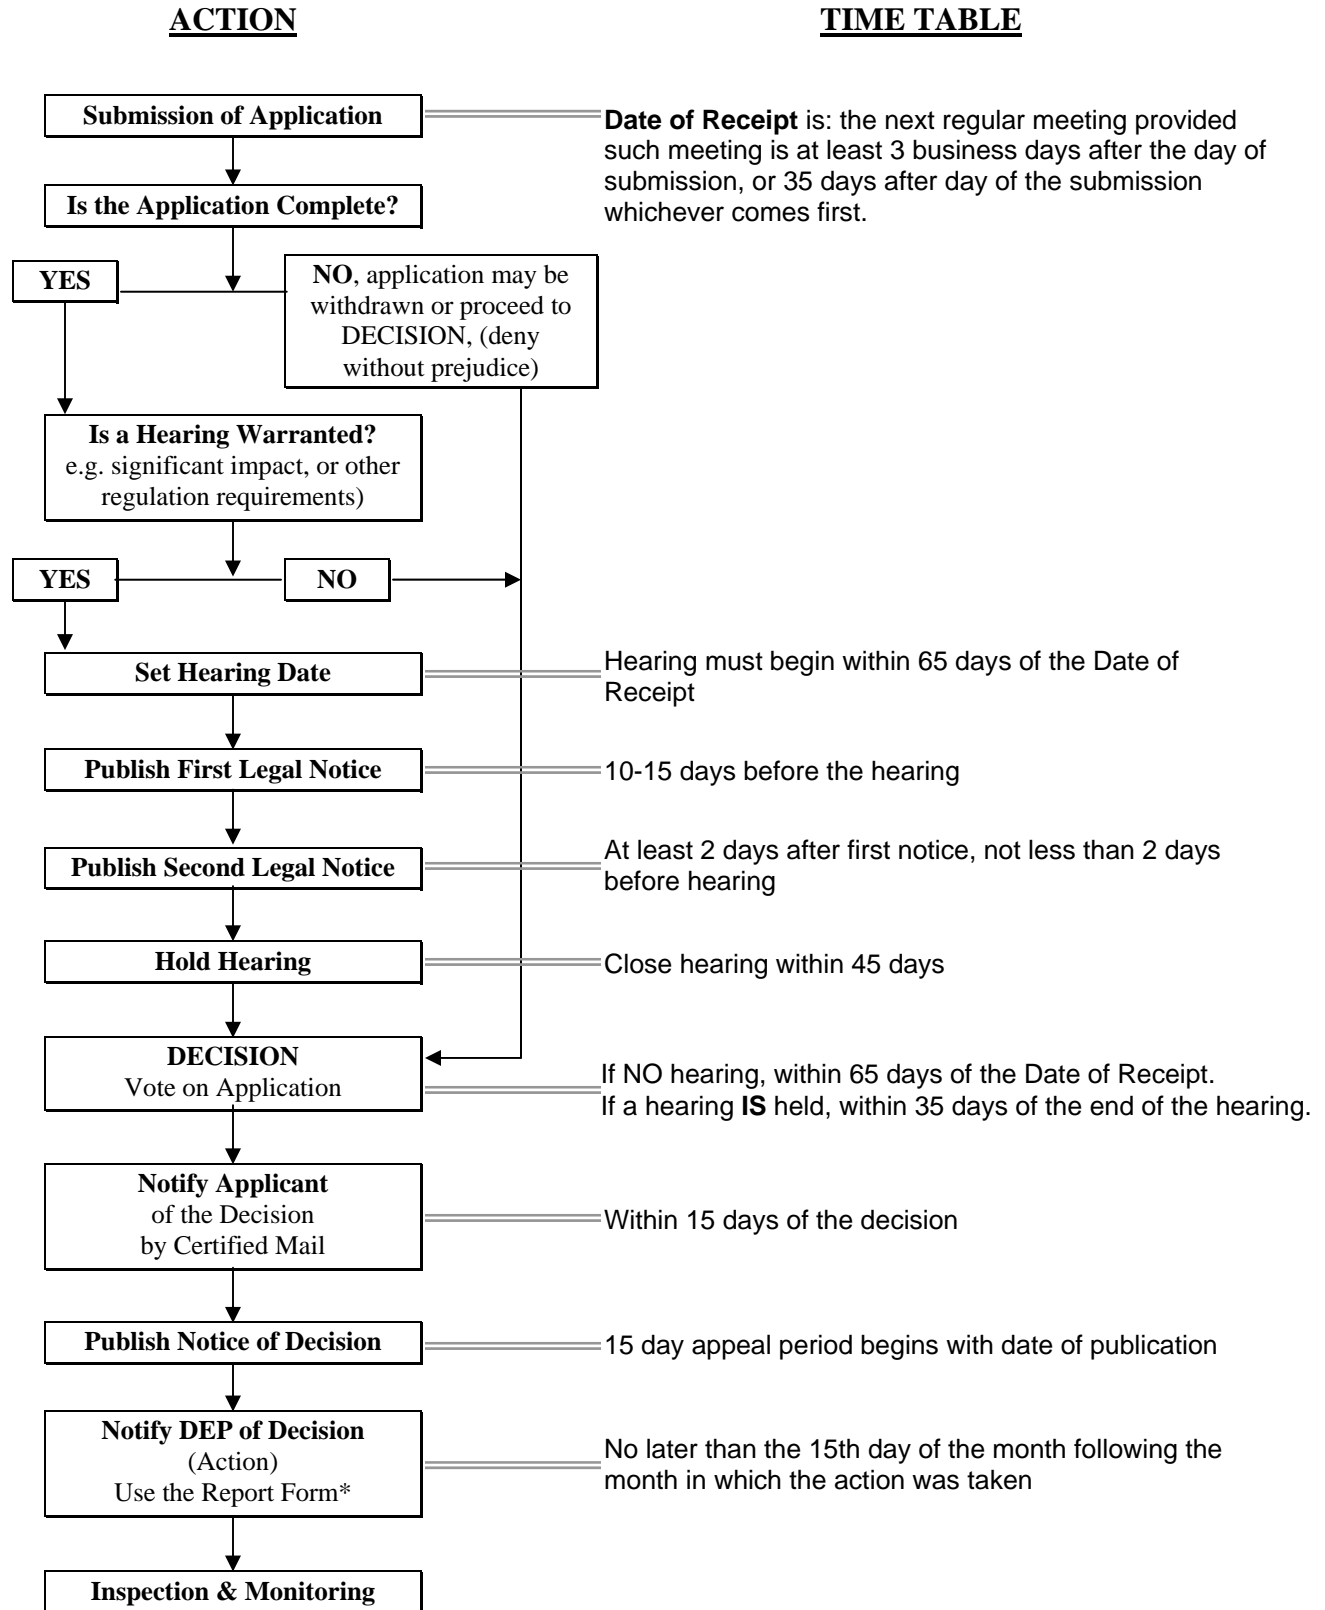 ACTION
TIME TABLE
Submission of Application
Date of Receipt is: the next regular meeting provided
such meeting is at least 3 business days after the day of
submission, or 35 days after day of the submission
whichever comes first.
Is the Application Complete?
YES
NO, application may be
withdrawn or proceed to
DECISION, (deny
without prejudice)
Is a Hearing Warranted?
e.g. significant impact, or other
regulation requirements)
YES
NO
Set Hearing Date
Hearing must begin within 65 days of the Date of
Receipt
Publish First Legal Notice
10-15 days before the hearing
Publish Second Legal Notice
At least 2 days after first notice, not less than 2 days
before hearing
Hold Hearing
Close hearing within 45 days
DECISION
Vote on Application
If NO hearing, within 65 days of the Date of Receipt.
If a hearing IS held, within 35 days of the end of the hearing.
Notify Applicant
of the Decision
by Certified Mail
Within 15 days of the decision
Publish Notice of Decision
15 day appeal period begins with date of publication
Notify DEP of Decision
(Action)
Use the Report Form*
No later than the 15th day of the month following the
month in which the action was taken
Inspection & Monitoring